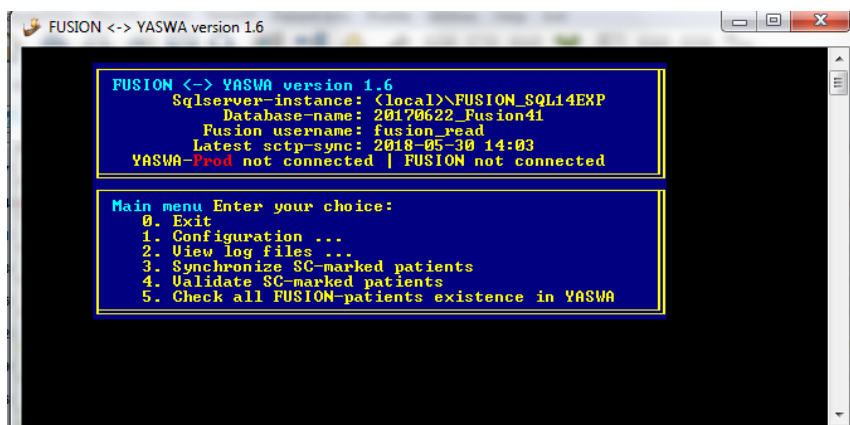 FUSION <-> YASWA version 1.6
FUSION <-> YASWA version 1.6
Sqlserver-instance: (local)\FUSION_SQL14EXP
Database-name: 20170622_Fusion41
Fusion username: fusion_read
Latest sctp-sync: 2018-05-30 14:03
YASWA-Prod not connected | FUSION not connected
Main menu Enter your choice:
0. Exit
1. Configuration ...
2. View log files ...
3. Synchronize SC-marked patients
4. Validate SC-marked patients
5. Check all FUSION-patients existence in YASWA